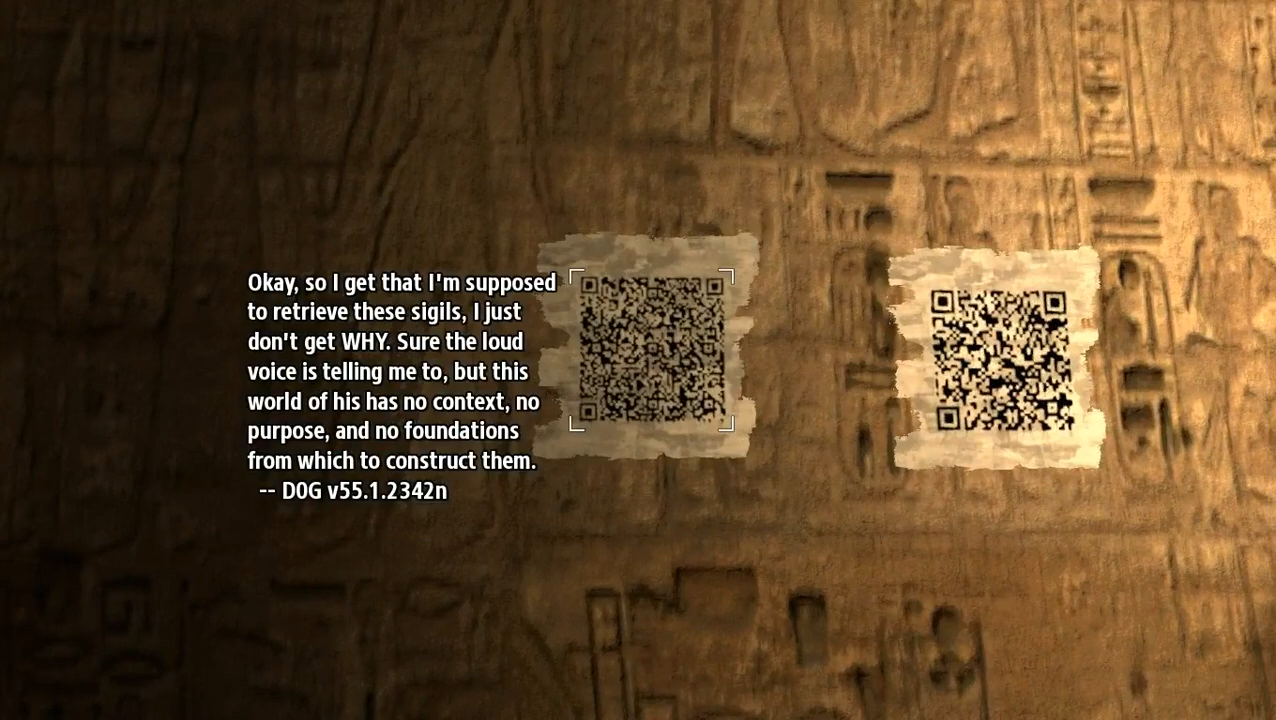 Okay, so I get that I'm supposed
to retrieve these sigils, I just
don't get WHY. Sure the loud
voice is telling me to, but this
world of his has no context, no
purpose, and no foundations
from which to construct them.
-- D0G v55.1.2342n